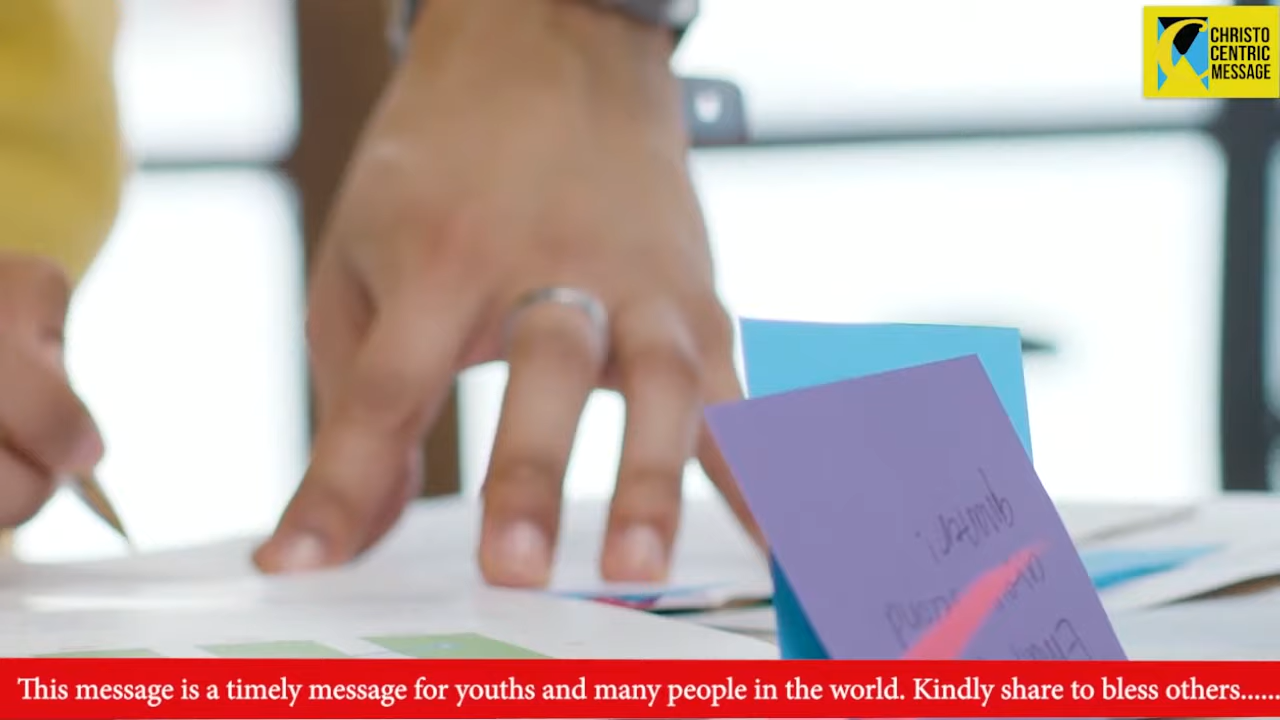 CHRISTO
CENTRIC
MESSAGE
This message is a timely message for youths and many people in the world. Kindly share to bless others......